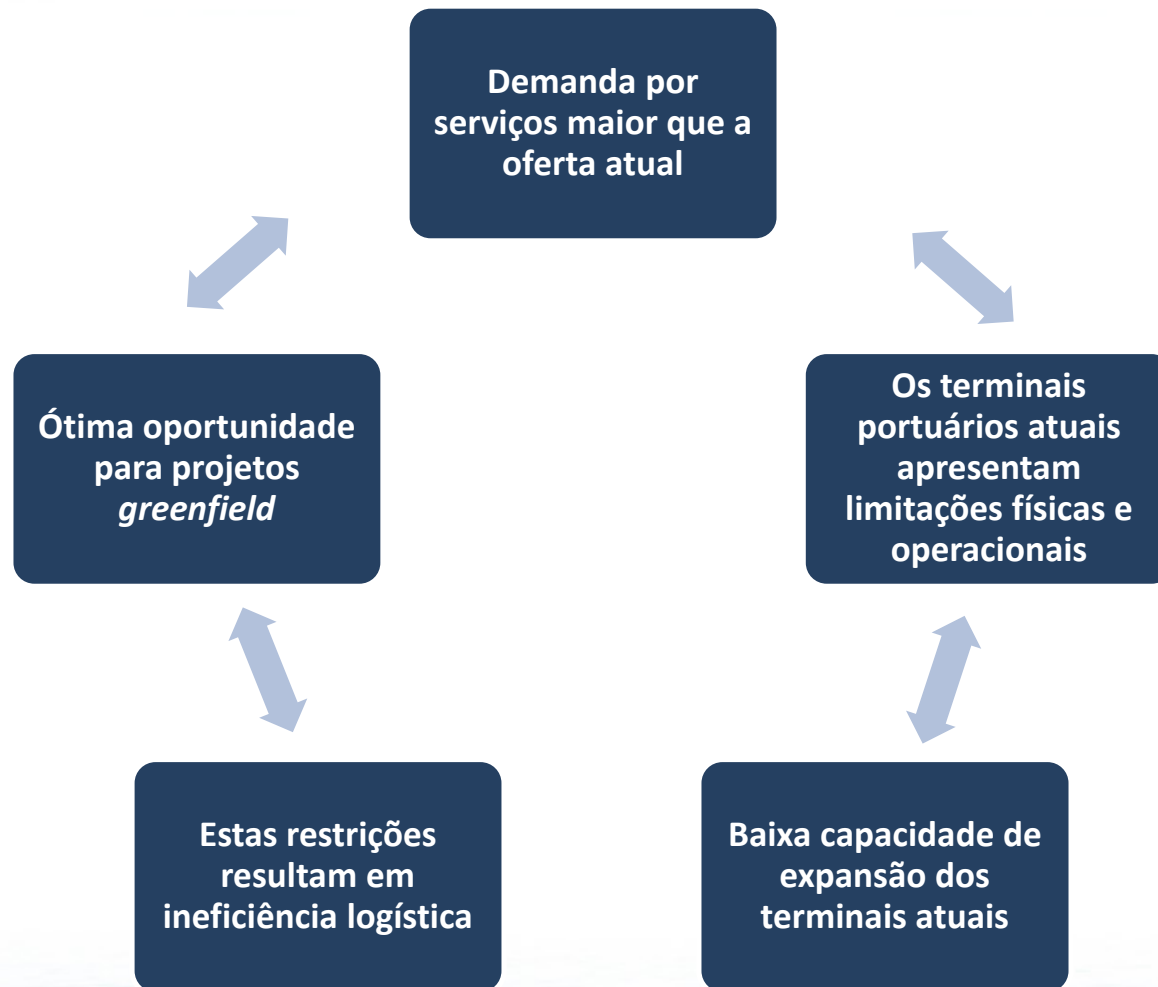 Demanda por
serviços maior que a
oferta atual
Ótima oportunidade
para projetos
greenfield
Os terminais
portuários atuais
apresentam
limitações físicas e
operacionais
Estas restrições
resultam em
ineficiência logística
Baixa capacidade de
expansão dos
terminais atuais